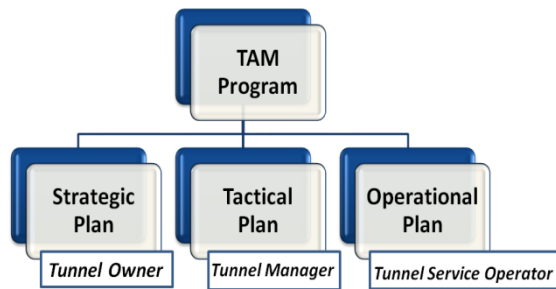 TAM
Program
Strategic
Plan
Tactical
Plan
Operational
Plan
Tunnel Owner
Tunnel Manager
Tunnel Service Operator